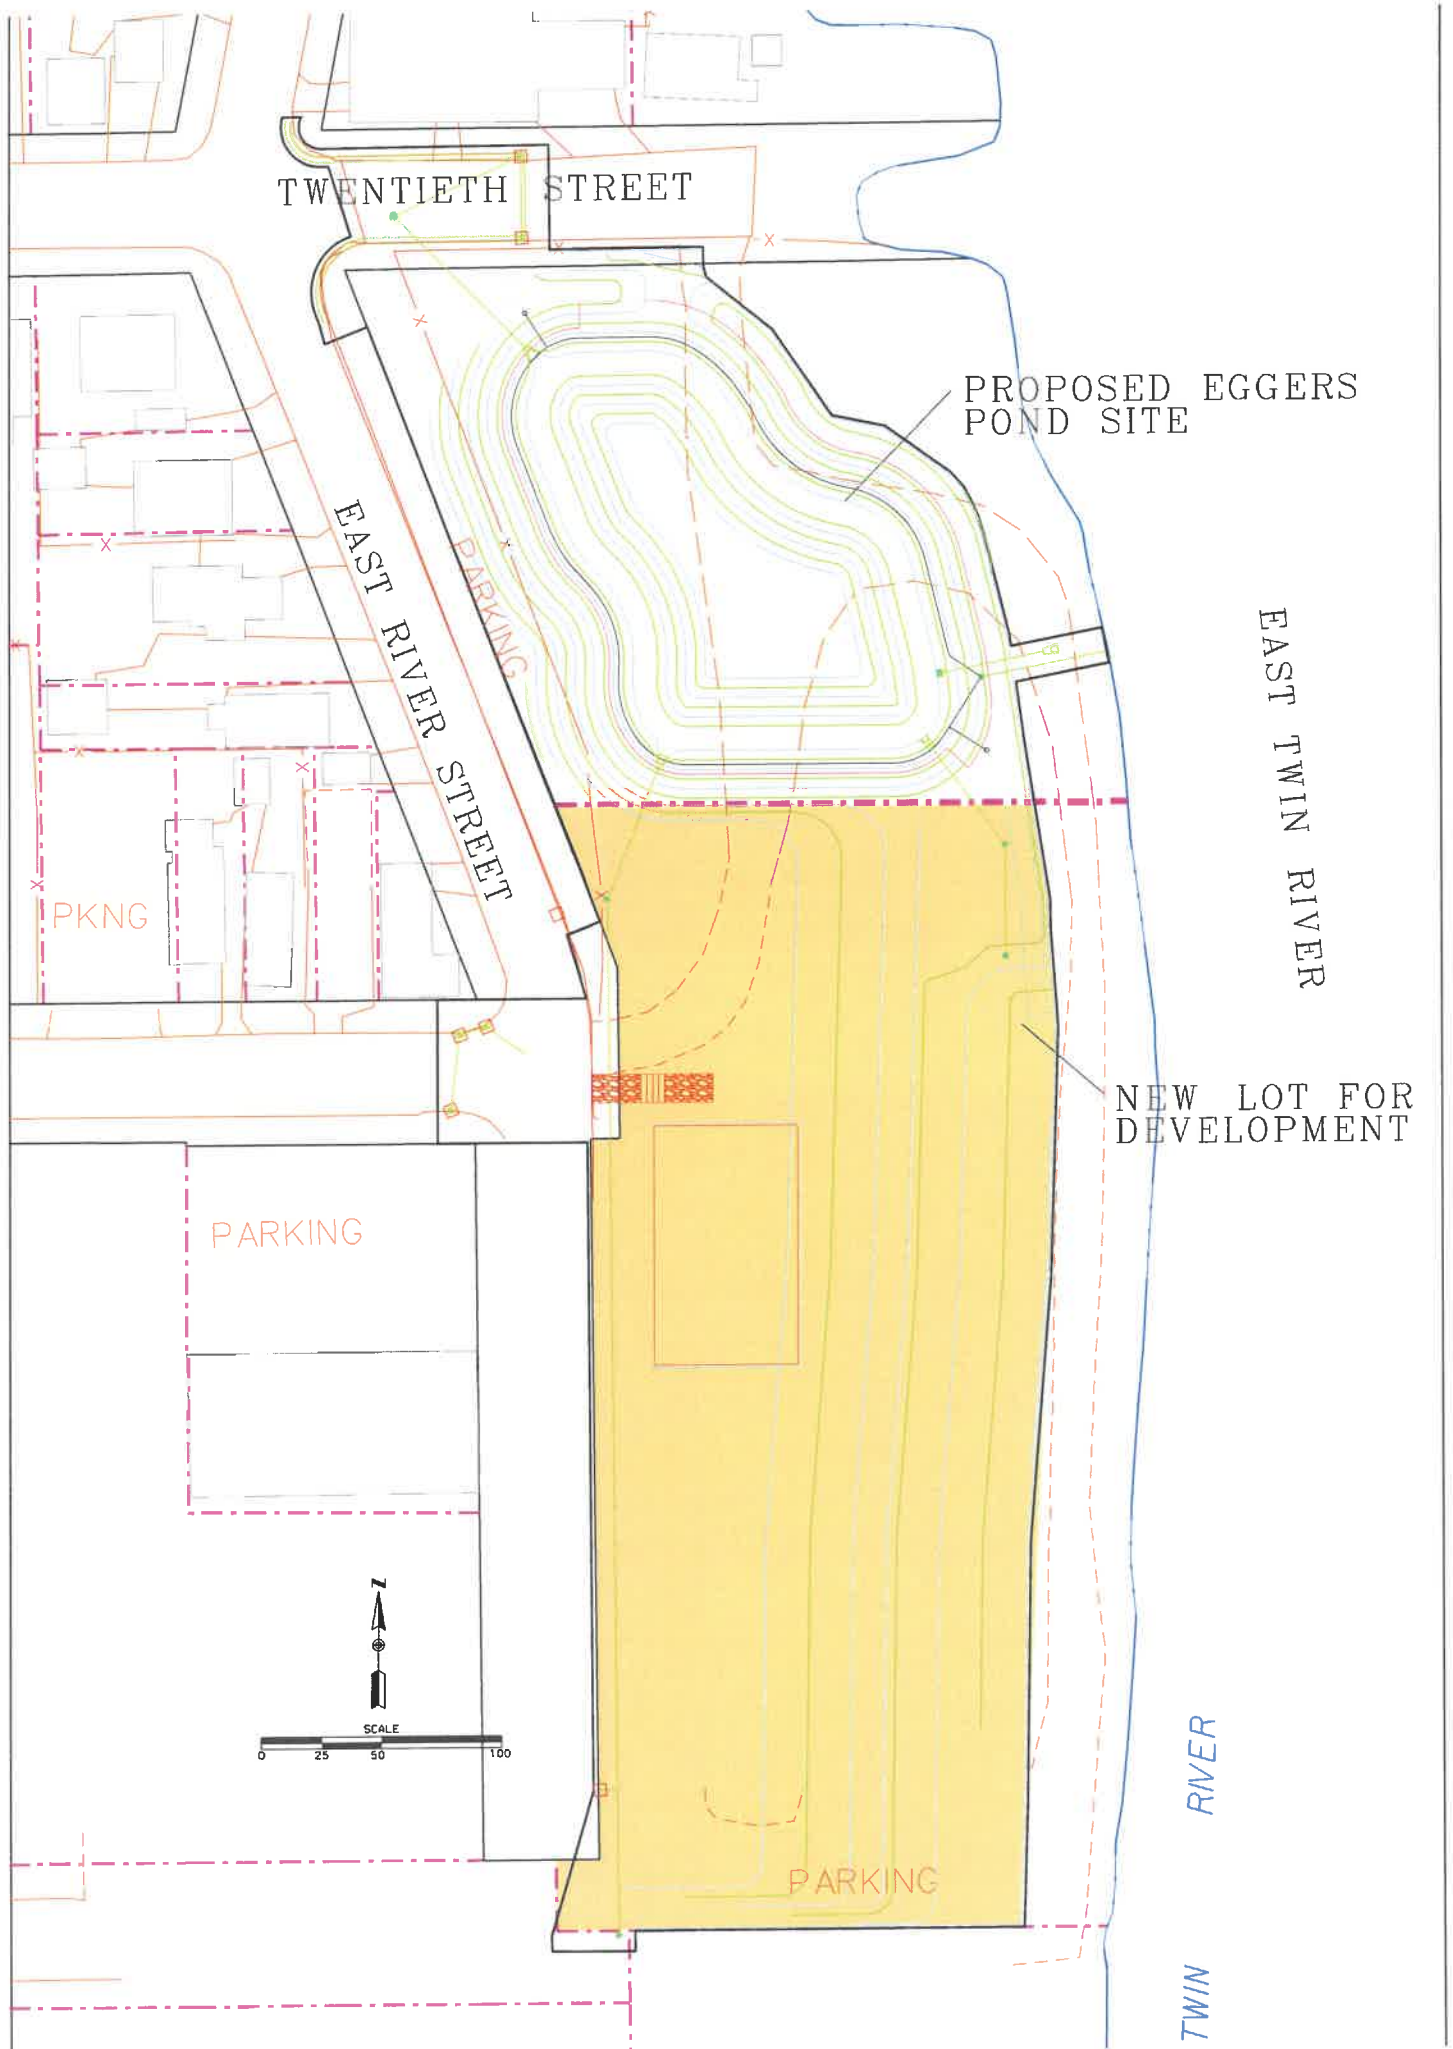 TWENTIETH STREET
PROPOSED EGGERS
POND SITE
EAST RIVER STREET
PARKING
EAST TWIN RIVER
6
PKNG
NEW LOT FOR
DEVELOPMENT
PARKING
N
SCALE
0 25 50 100
PARKING
TWIN RIVER